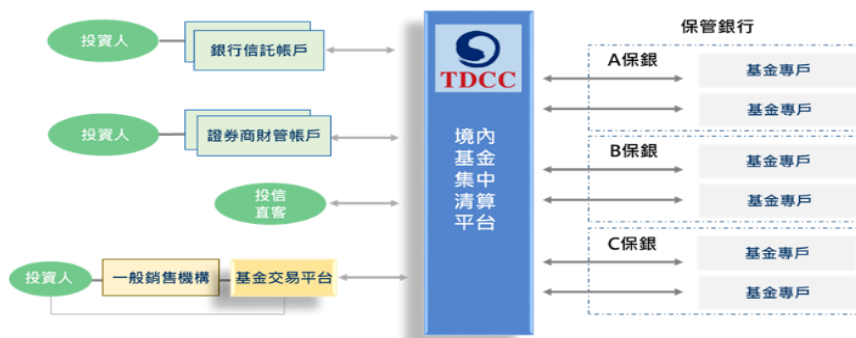 投資人
銀行信託帳戶
投資人
證券商財管帳戶
投信
直客
投資人
一般銷售機構
基金交易平台
TDCC
境內
基金
集中
清算
平台
保管銀行
A保銀
基金專戶
基金專戶
B保銀
基金專戶
基金專戶
C保銀
基金專戶
基金專戶